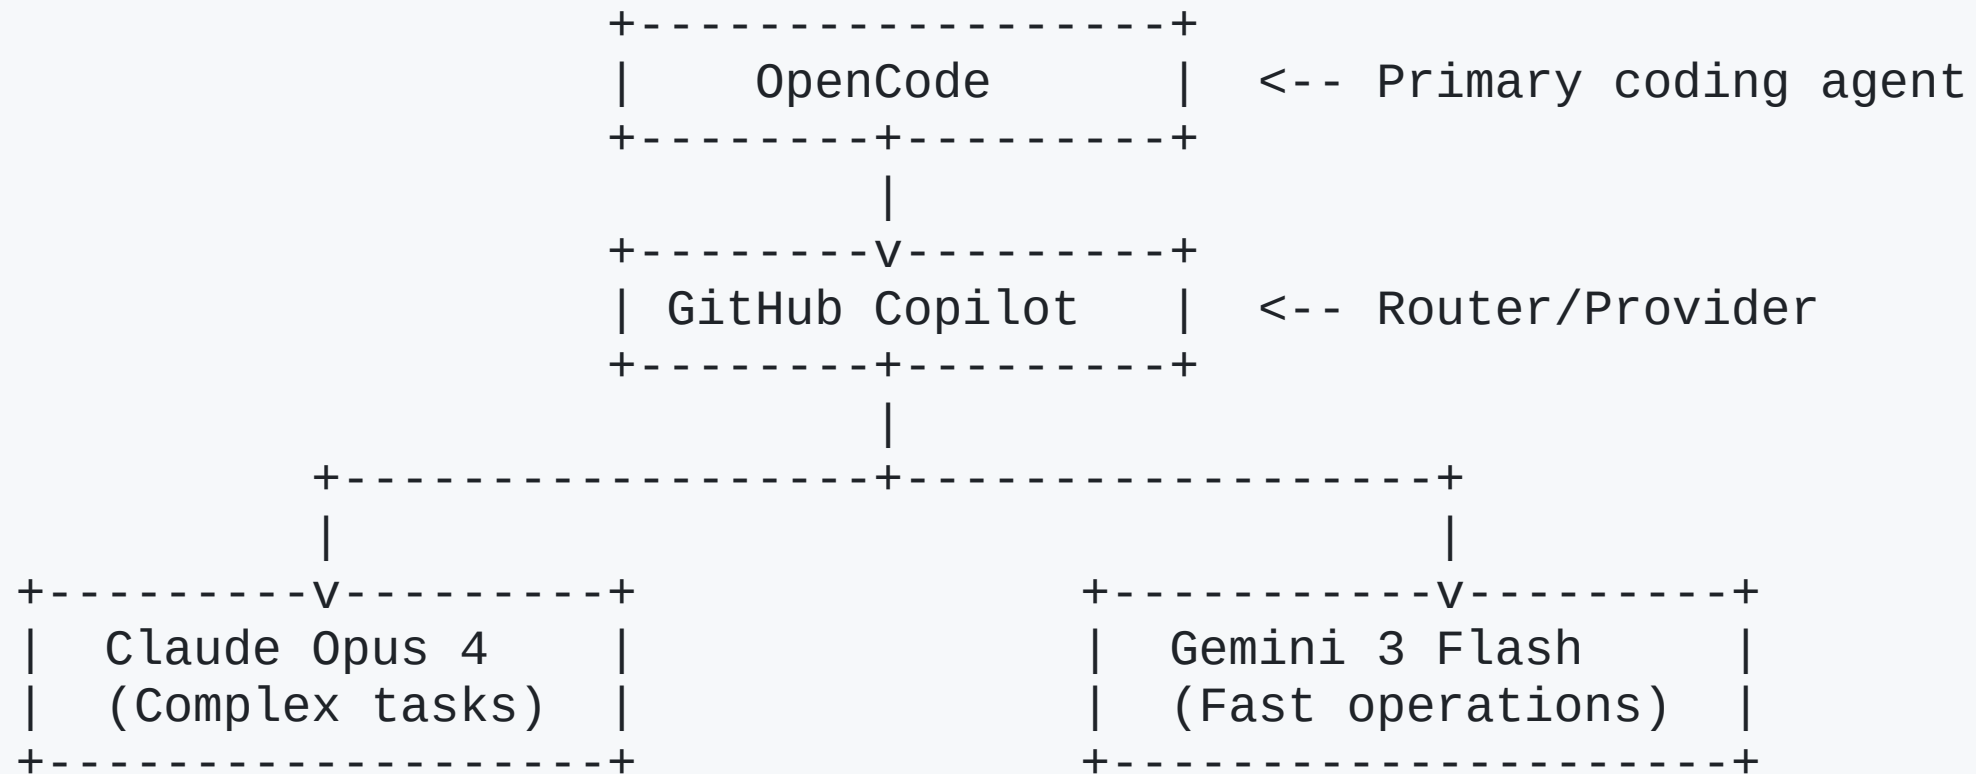 +------------------+
                    |    OpenCode      |  <-- Primary coding agent
                    +--------+---------+
                             |
                    +--------v---------+
                    | GitHub Copilot   |  <-- Router/Provider
                    +--------+---------+
                             |
          +------------------+------------------+
          |                                     |
+---------v---------+               +-----------v---------+
|  Claude Opus 4    |               |  Gemini 3 Flash     |
|  (Complex tasks)  |               |  (Fast operations)  |
+-------------------+               +---------------------+